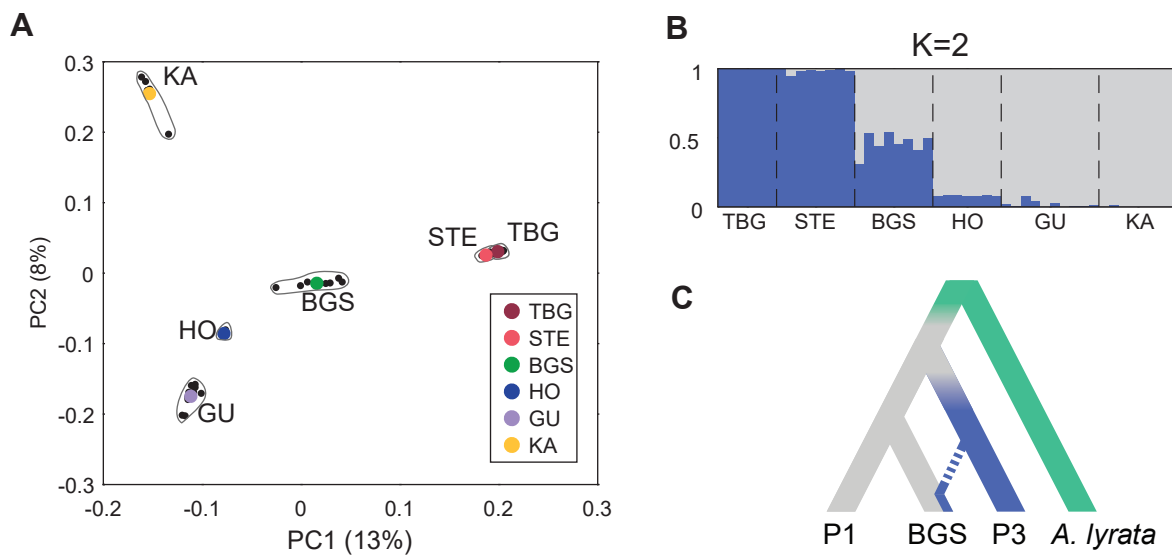 A
0.3
0.2
0.1
0
-0.1
-0.2
-0.3
PC2 (8%)
-0.2
-0.1
0
0.1
0.2
0.3
PC1 (13%)
KA
STE
TBG
BGS
HO
GU
TBG
STE
BGS
HO
GU
KA
B
K=2
1
0.5
0
TBG STE BGS HO GU KA
C
P1 BGS P3 A. lyrata